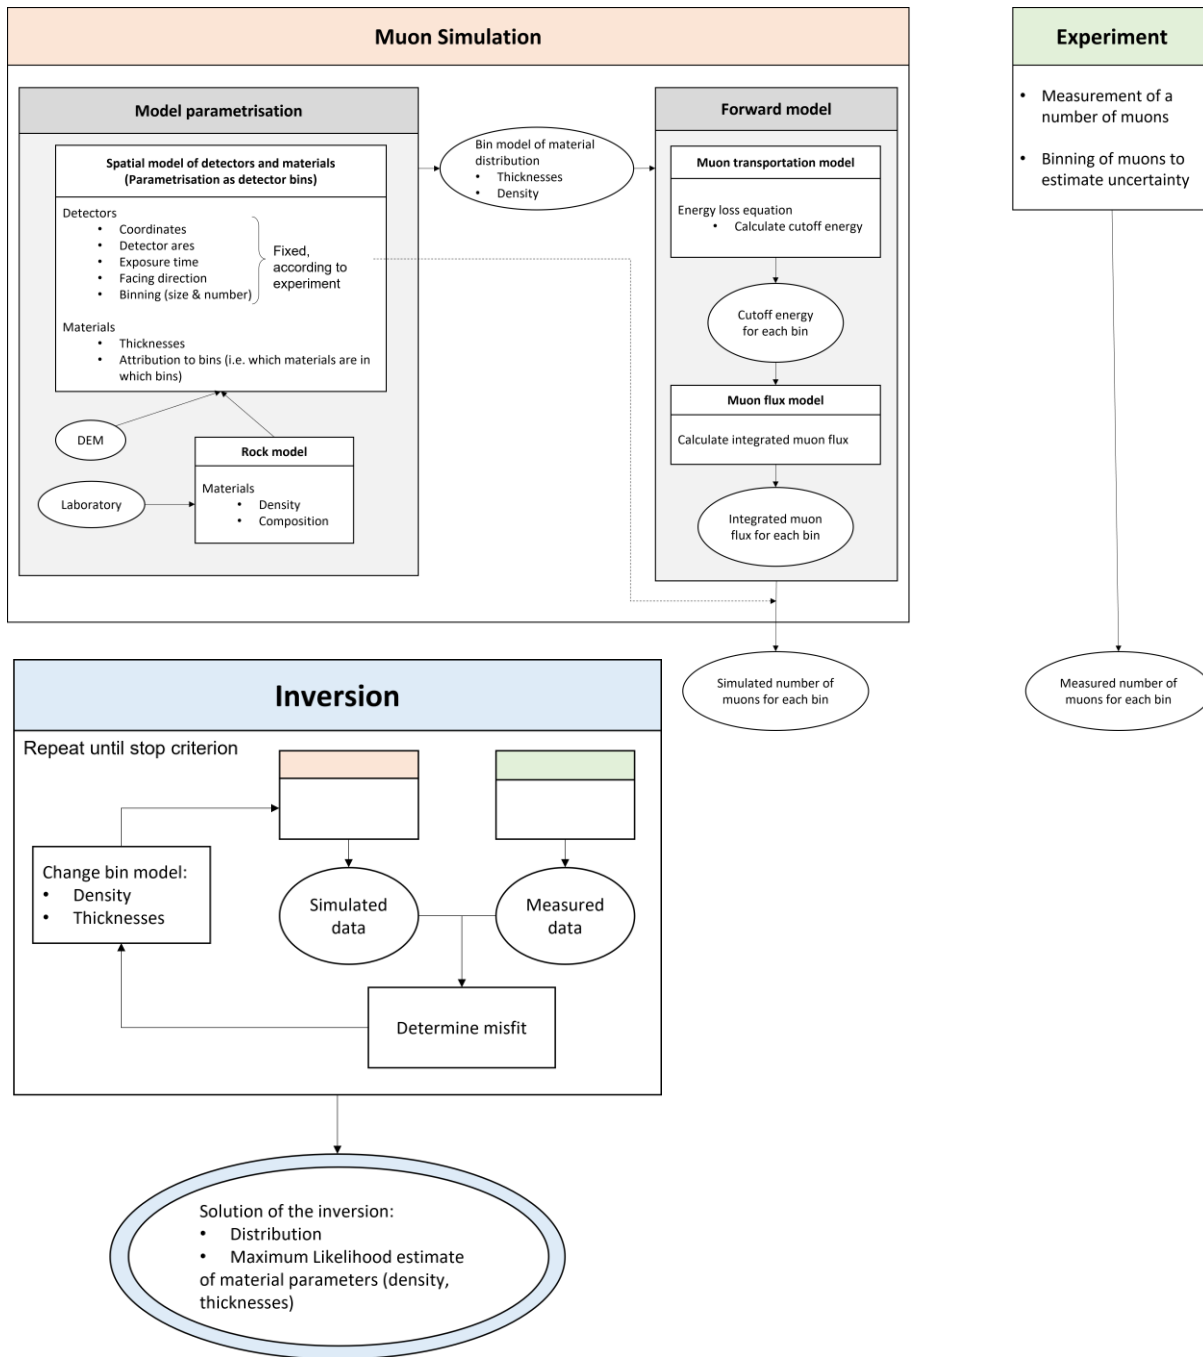 Muon Simulation
Model parametrisation
Spatial model of detectors and materials
(Parametrisation as detector bins)
Detectors
• Coordinates
• Detector ares
• Exposure time
• Facing direction
• Binning (size & number)
Fixed,
according to
experiment
Materials
• Thicknesses
• Attribution to bins (i.e. which materials are in
which bins)
DEM
Laboratory
Rock model
Materials
• Density
• Composition
Bin model of material
distribution
• Thicknesses
• Density
Forward model
Muon transportation model
Energy loss equation
• Calculate cutoff energy
Cutoff energy
for each bin
Muon flux model
Calculate integrated muon flux
Integrated muon
flux for each bin
Simulated number of
muons for each bin
Experiment
• Measurement of a
number of muons
• Binning of muons to
estimate uncertainty
Measured number of
muons for each bin
Inversion
Repeat until stop criterion
Change bin model:
• Density
• Thicknesses
Simulated
data
Measured
data
Determine misfit
Solution of the inversion:
• Distribution
• Maximum Likelihood estimate
of material parameters (density,
thicknesses)